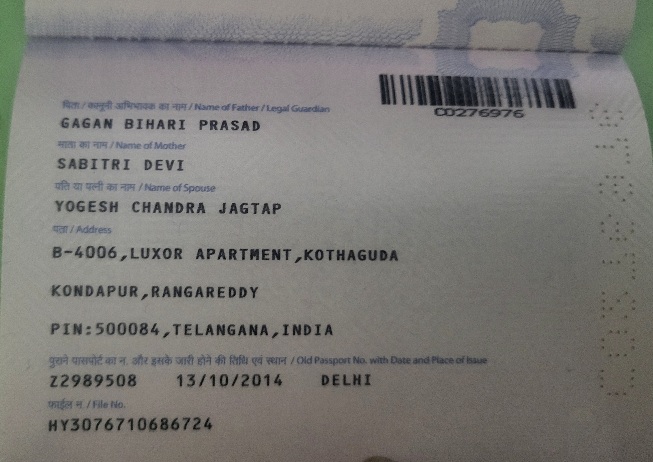 पिता / कानूनी अभिभावक का नाम / Name of Father / Legal Guardian
CO276976
GAGAN BIHARI PRASAD
माता का नाम / Name of Mother
SABITRI DEVI
पति या पत्नी का नाम / Name of Spouse
YOGESH CHANDRA JAGTAP
पता / Address
B-4006,LUXOR APARTMENT,KOTHAGUDA
KONDAPUR,RANGAREDDY
PIN:500084,TELANGANA,INDIA
पुराने पासपोर्ट का न. और इसके जारी होने की तिथि एवं स्थान / Old Passport No. with Date and Place of Issue
Z2989508 13/10/2014 DELHI
फाईल न. / File No.
HY3076710686724